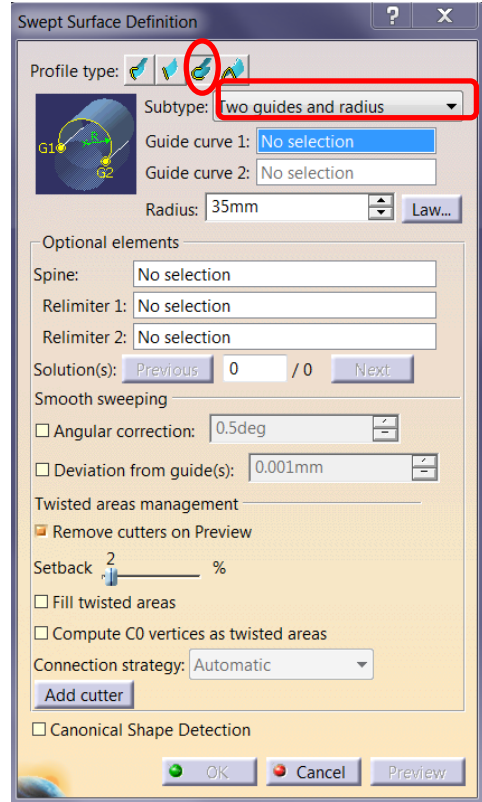 Swept Surface Definition ? X
Profile type:
Subtype: Two guides and radius
G1 R G2
Guide curve 1: No selection
Guide curve 2: No selection
Radius: 35mm Law...
Optional elements
Spine: No selection
Relimiter 1: No selection
Relimiter 2: No selection
Solution(s): Previous 0 / 0 Next
Smooth sweeping
Angular correction: 0.5deg
Deviation from guide(s): 0.001mm
Twisted areas management
Remove cutters on Preview
Setback 2 %
Fill twisted areas
Compute C0 vertices as twisted areas
Connection strategy: Automatic
Add cutter
Canonical Shape Detection
OK Cancel Preview